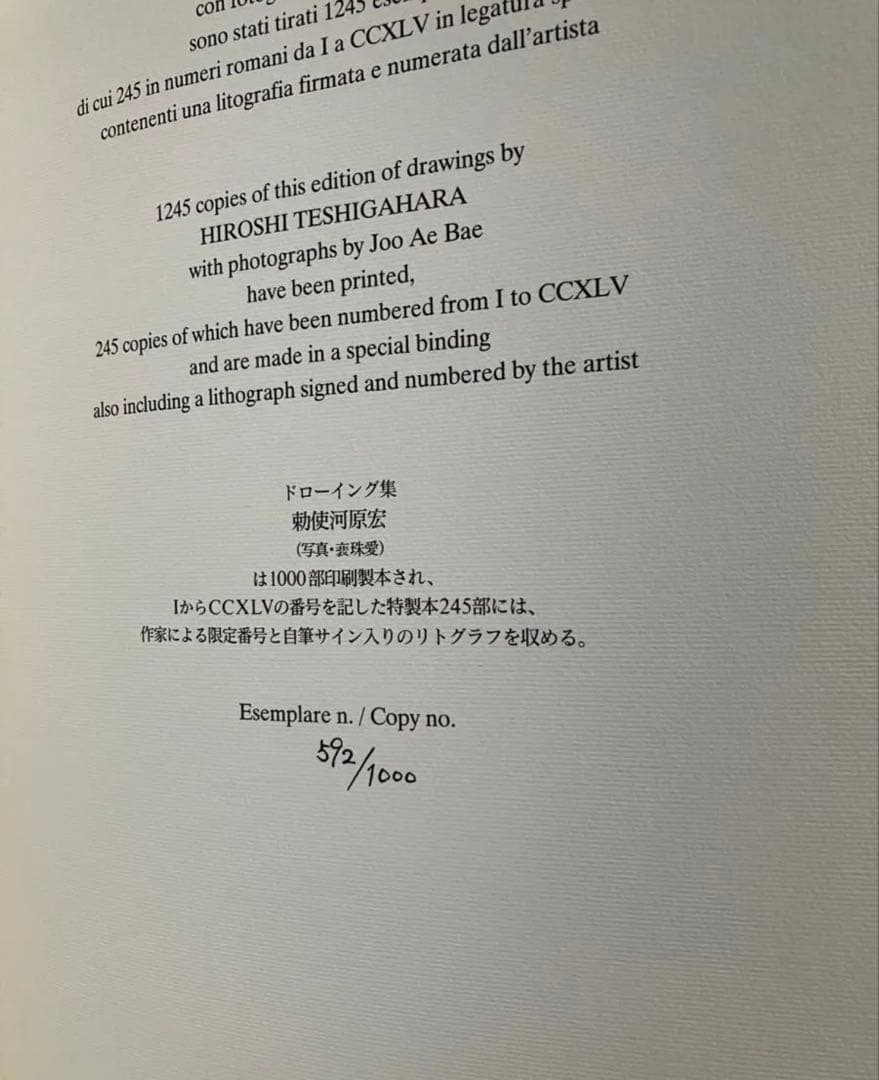 con
sono stati tirati 1245
di cui 245 in numeri romani da I a CCXLV in legatura
contenenti una litografia firmata e numerata dall'artista
1245 copies of this edition of drawings by
HIROSHI TESHIGAHARA
with photographs by Joo Ae Bae
have been printed,
245 copies of which have been numbered from I to CCXLV
and are made in a special binding
also including a lithograph signed and numbered by the artist
ドローイング集
勅使河原宏
(写真・裵珠愛)
は1000部印刷製本され、
IからCCXLVの番号を記した特製本245部には、
作家による限定番号と自筆サイン入りのリトグラフを収める。
Esemplare n. / Copy no.
592/1000